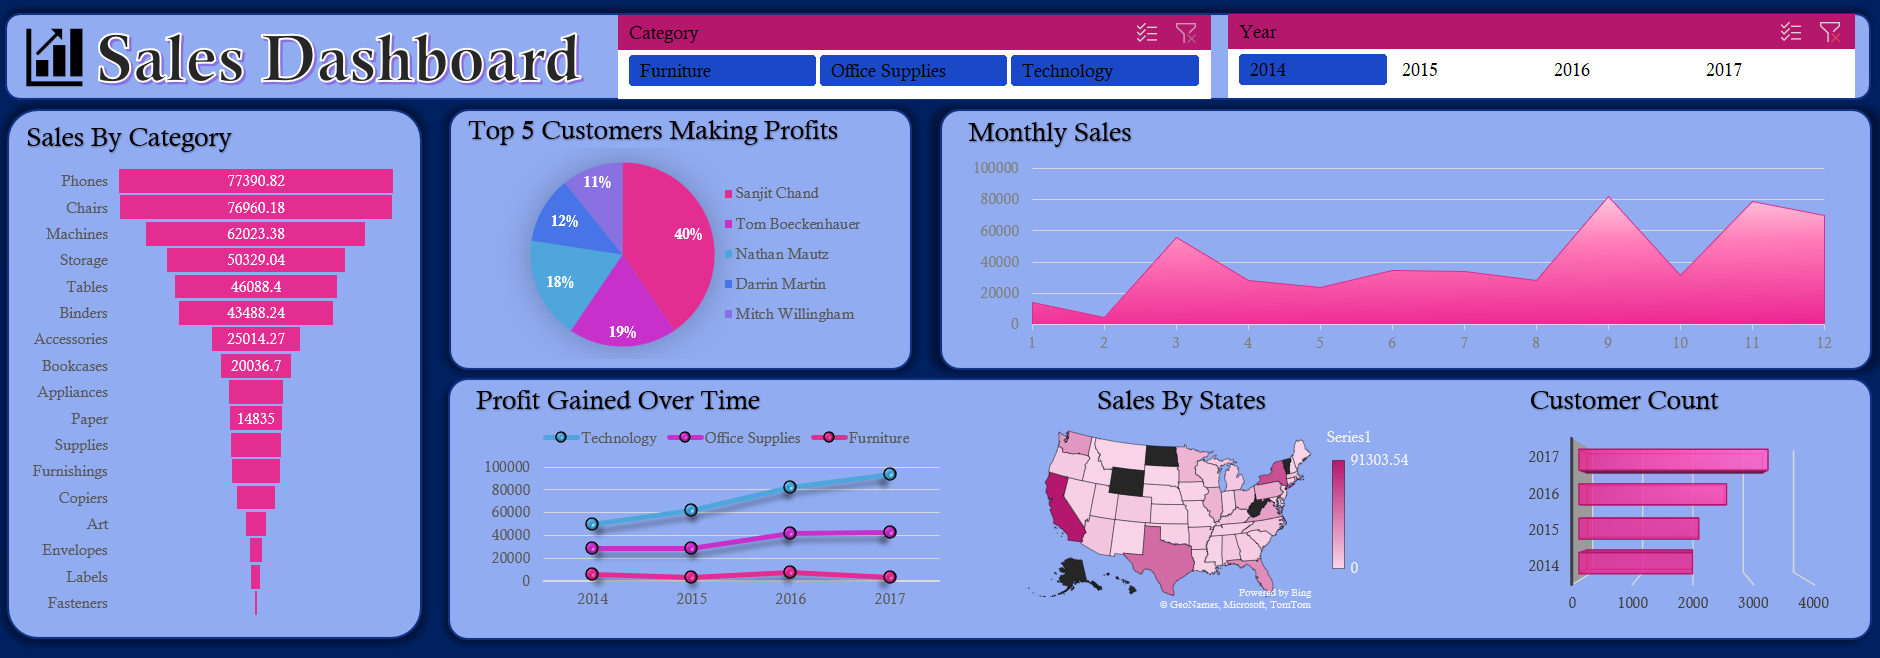 Sales Dashboard
Category
Furniture
Office Supplies
Technology
Year
2014
2015
2016
2017
Sales By Category
Phones 77390.82
Chairs 76960.18
Machines 62023.38
Storage 50329.04
Tables 46088.4
Binders 43488.24
Accessories 25014.27
Bookcases 20036.7
Appliances
Paper 14835
Supplies
Furnishings
Copiers
Art
Envelopes
Labels
Fasteners
Top 5 Customers Making Profits
11%
40%
12%
18%
19%
Sanjit Chand
Tom Boeckenhauer
Nathan Mautz
Darrin Martin
Mitch Willingham
Monthly Sales
100000
80000
60000
40000
20000
0
1 2 3 4 5 6 7 8 9 10 11 12
Profit Gained Over Time
Technology Office Supplies Furniture
100000
80000
60000
40000
20000
0
2014 2015 2016 2017
Sales By States
Series1
91303.54
0
Powered by Bing
© GeoNames, Microsoft, TomTom
Customer Count
2017
2016
2015
2014
0 1000 2000 3000 4000